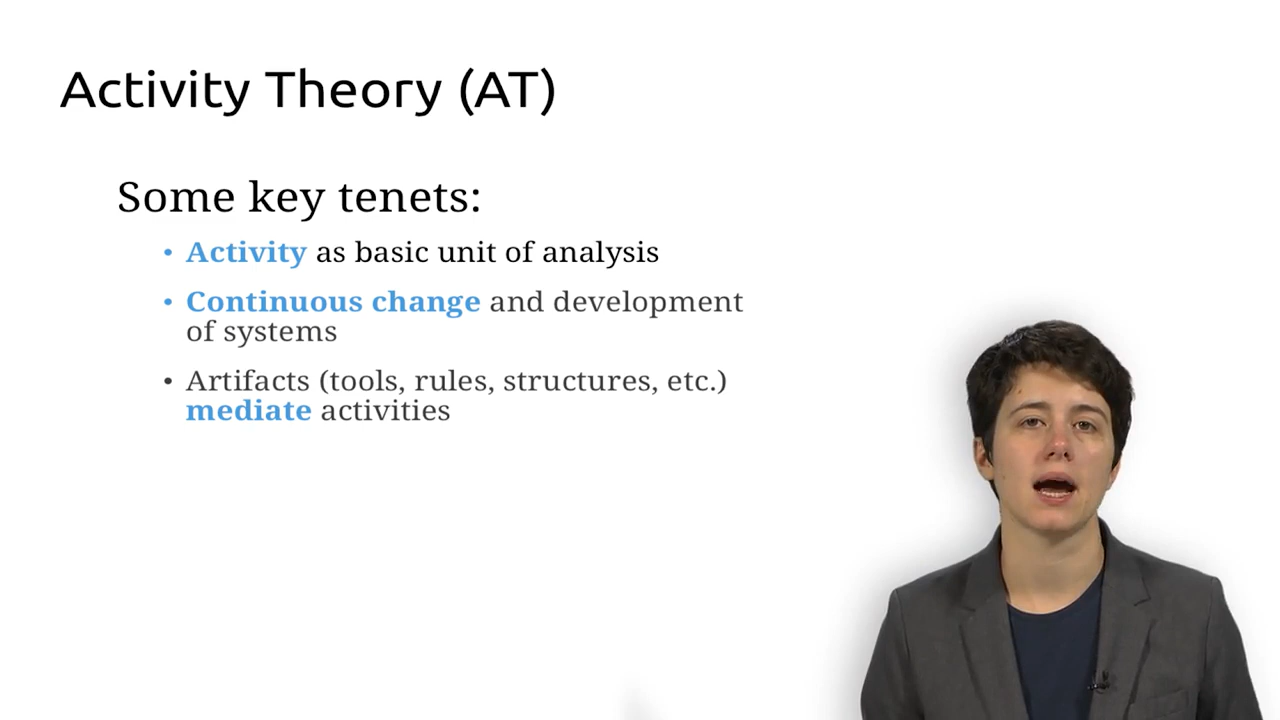 Activity Theory (AT)
Some key tenets:
• Activity as basic unit of analysis
• Continuous change and development
of systems
• Artifacts (tools, rules, structures, etc.)
mediate activities